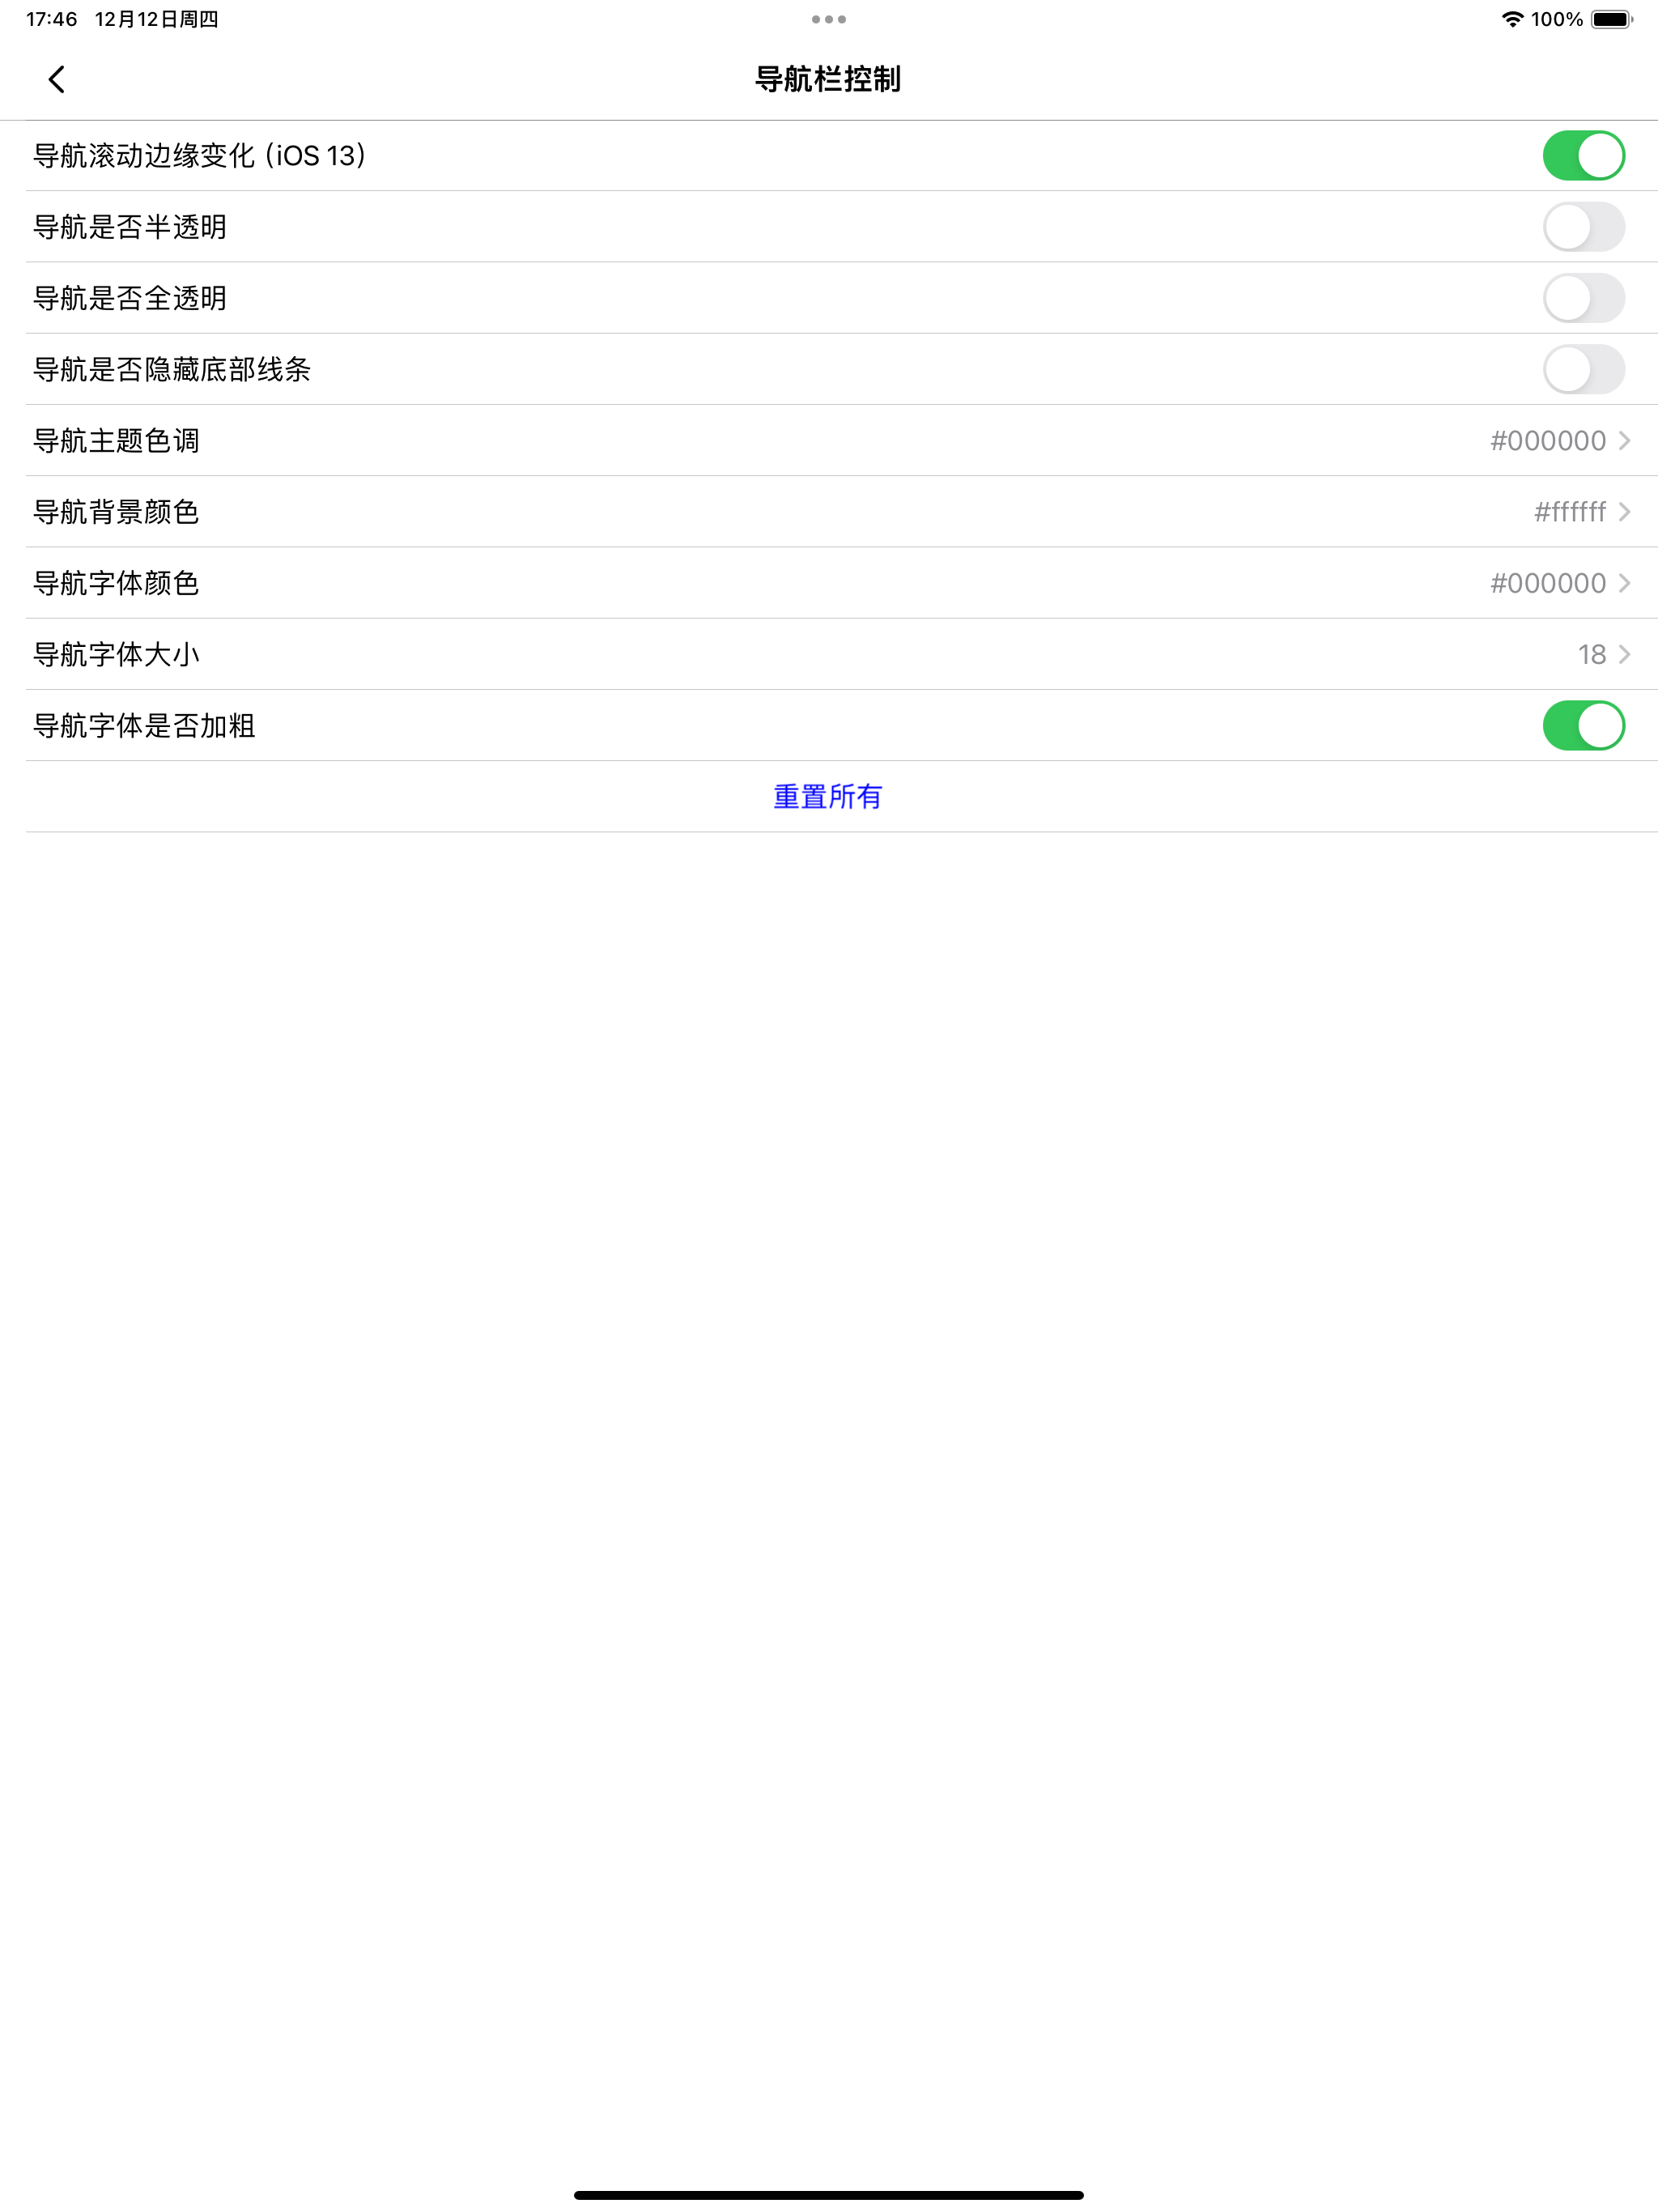 17:46 12月12日周四
100%
导航栏控制
导航滚动边缘变化 (iOS 13)
导航是否半透明
导航是否全透明
导航是否隐藏底部线条
导航主题色调 #000000
导航背景颜色 #ffffff
导航字体颜色 #000000
导航字体大小 18
导航字体是否加粗
重置所有